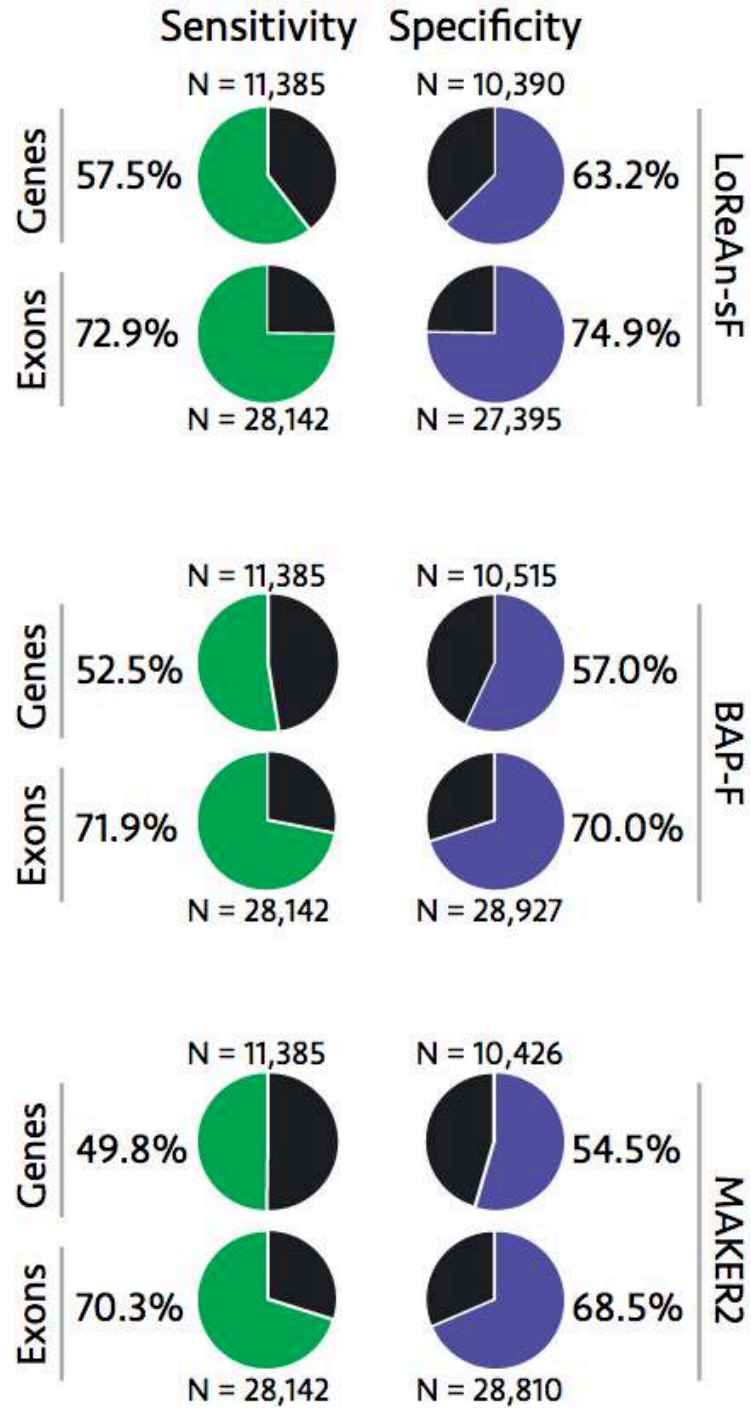 Sensitivity Specificity
N = 11,385 N = 10,390
Genes 57.5% 63.2%
LoReAn-sF
Exons 72.9% 74.9%
N = 28,142 N = 27,395
N = 11,385 N = 10,515
Genes 52.5% 57.0%
BAP-F
Exons 71.9% 70.0%
N = 28,142 N = 28,927
N = 11,385 N = 10,426
Genes 49.8% 54.5%
MAKER2
Exons 70.3% 68.5%
N = 28,142 N = 28,810